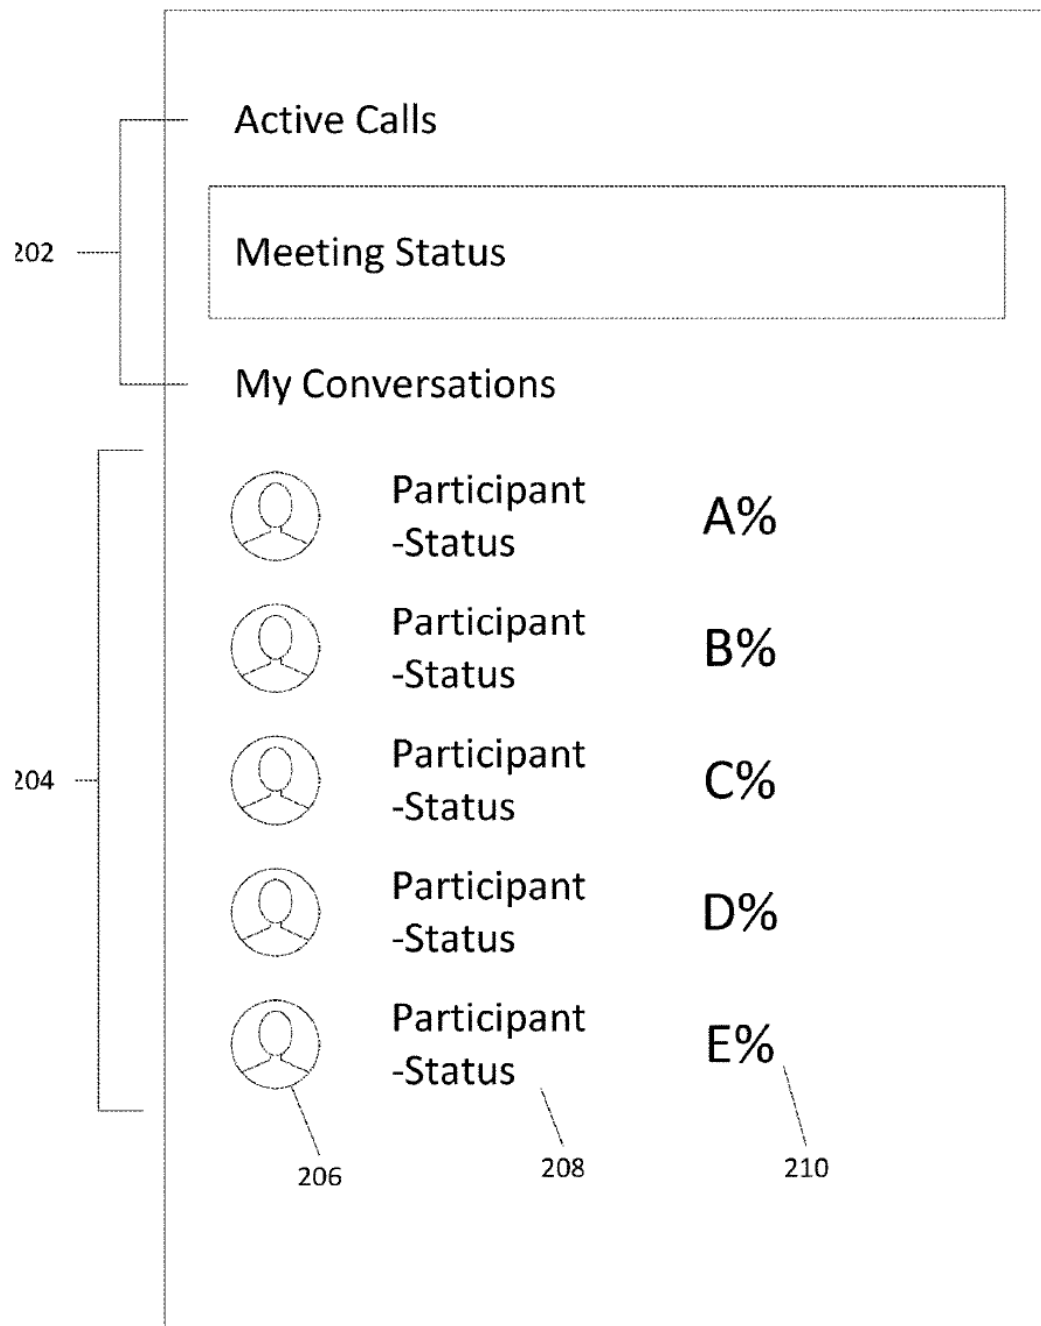 Active Calls
202
Meeting Status
My Conversations
Participant
-Status
A%
Participant
-Status
B%
204
Participant
-Status
C%
Participant
-Status
D%
Participant
-Status
E%
206
208
210